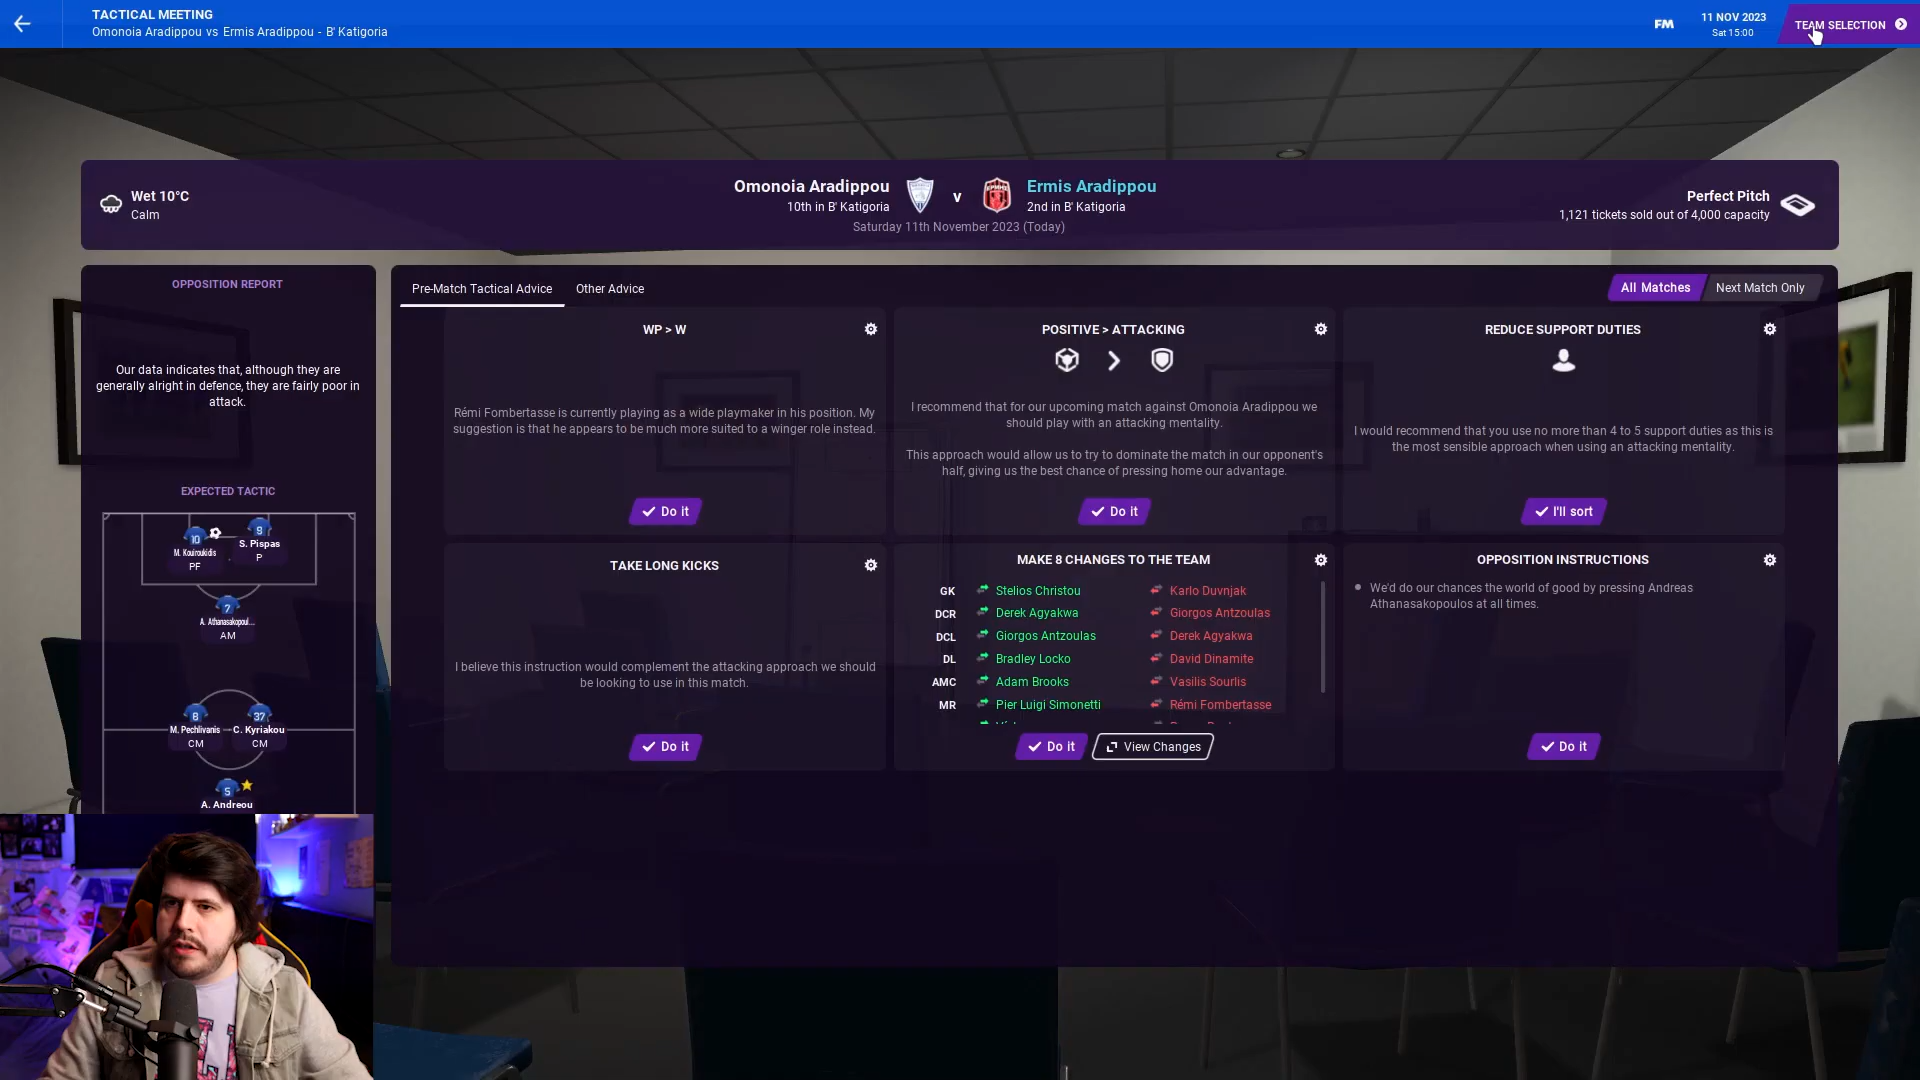 TACTICAL MEETING
Omonoia Aradippou vs Ermis Aradippou - B' Katigoria
FM
11 NOV 2023
Sat 15:00
TEAM SELECTION
Wet 10°C
Calm
Omonoia Aradippou
10th in B' Katigoria
v
Ermis Aradippou
2nd in B' Katigoria
Saturday 11th November 2023 (Today)
Perfect Pitch
1,121 tickets sold out of 4,000 capacity
OPPOSITION REPORT
Our data indicates that, although they are
generally alright in defence, they are fairly poor in
attack.
EXPECTED TACTIC
10
M. Kouiroukidis
PF
9
S. Pispas
P
7
A. Athanasakopoul...
AM
8
M. Pechlivanis
CM
37
C. Kyriakou
CM
5
A. Andreou
Pre-Match Tactical Advice
Other Advice
All Matches
Next Match Only
WP > W
Rémi Fombertasse is currently playing as a wide playmaker in his position. My
suggestion is that he appears to be much more suited to a winger role instead.
Do it
POSITIVE > ATTACKING
I recommend that for our upcoming match against Omonoia Aradippou we
should play with an attacking mentality.
This approach would allow us to try to dominate the match in our opponent's
half, giving us the best chance of pressing home our advantage.
Do it
REDUCE SUPPORT DUTIES
I would recommend that you use no more than 4 to 5 support duties as this is
the most sensible approach when using an attacking mentality.
I'll sort
TAKE LONG KICKS
I believe this instruction would complement the attacking approach we should
be looking to use in this match.
Do it
MAKE 8 CHANGES TO THE TEAM
GK Stelios Christou Karlo Duvnjak
DCR Derek Agyakwa Giorgos Antzoulas
DCL Giorgos Antzoulas Derek Agyakwa
DL Bradley Locko David Dinamite
AMC Adam Brooks Vasilis Sourlis
MR Pier Luigi Simonetti Rémi Fombertasse
Do it
View Changes
OPPOSITION INSTRUCTIONS
We'd do our chances the world of good by pressing Andreas
Athanasakopoulos at all times.
Do it